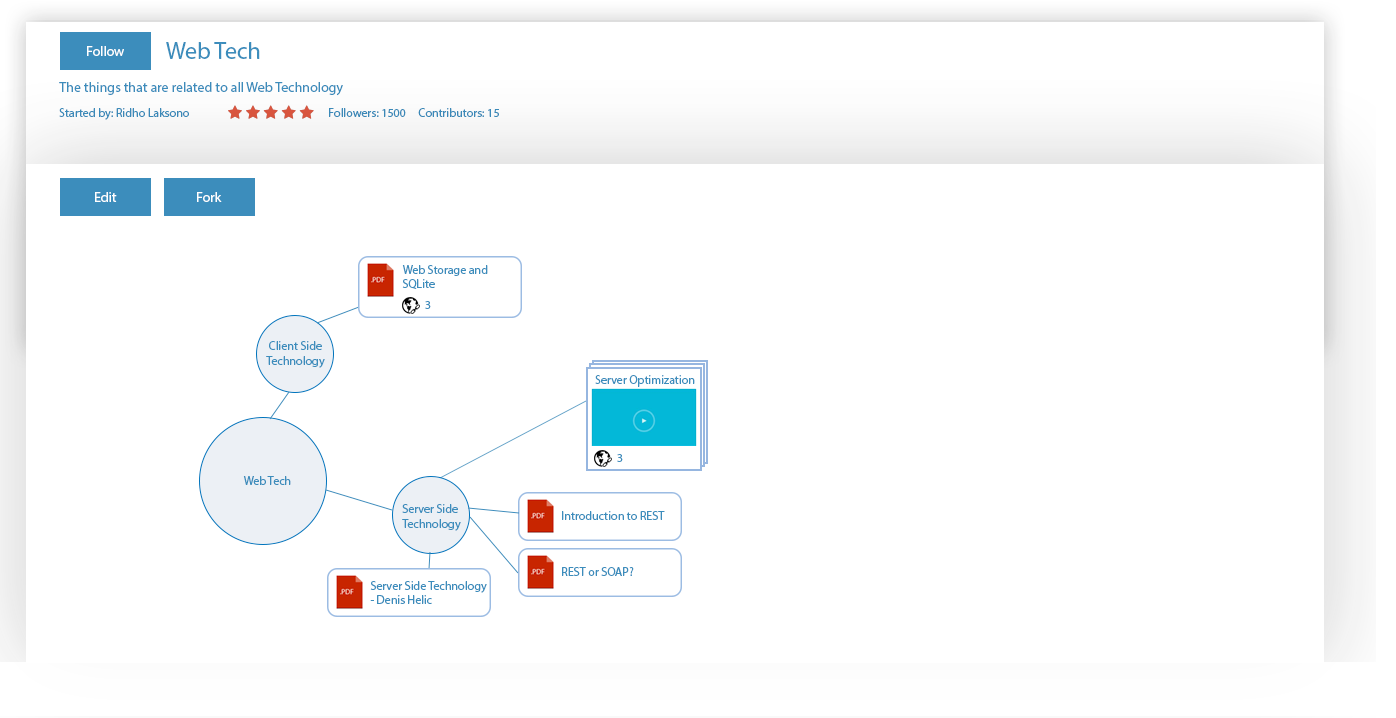 Follow
Web Tech
The things that are related to all Web Technology
Started by: Ridho Laksono
Followers: 1500
Contributors: 15
Edit
Fork
.PDF
Web Storage and
SQLite
3
Client Side
Technology
Server Optimization
3
Web Tech
Server Side
Technology
.PDF
Introduction to REST
.PDF
REST or SOAP?
.PDF
Server Side Technology
- Denis Helic